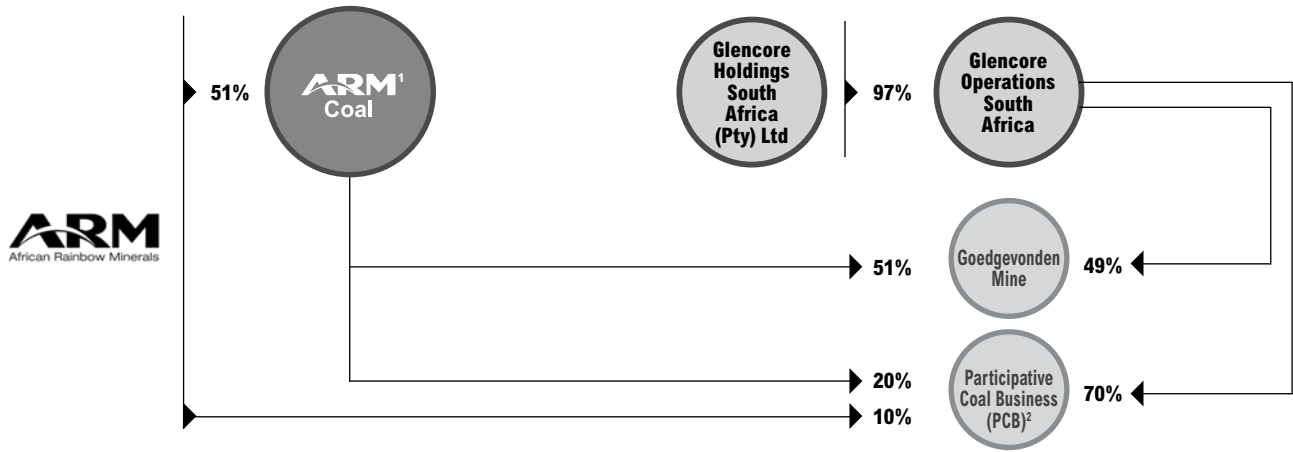 ARM
African Rainbow Minerals
51%
ARM¹
Coal
Glencore
Holdings
South
Africa
(Pty) Ltd
97%
Glencore
Operations
South
Africa
51%
Goedgevonden
Mine
49%
20%
10%
Participative
Coal Business
(PCB)²
70%